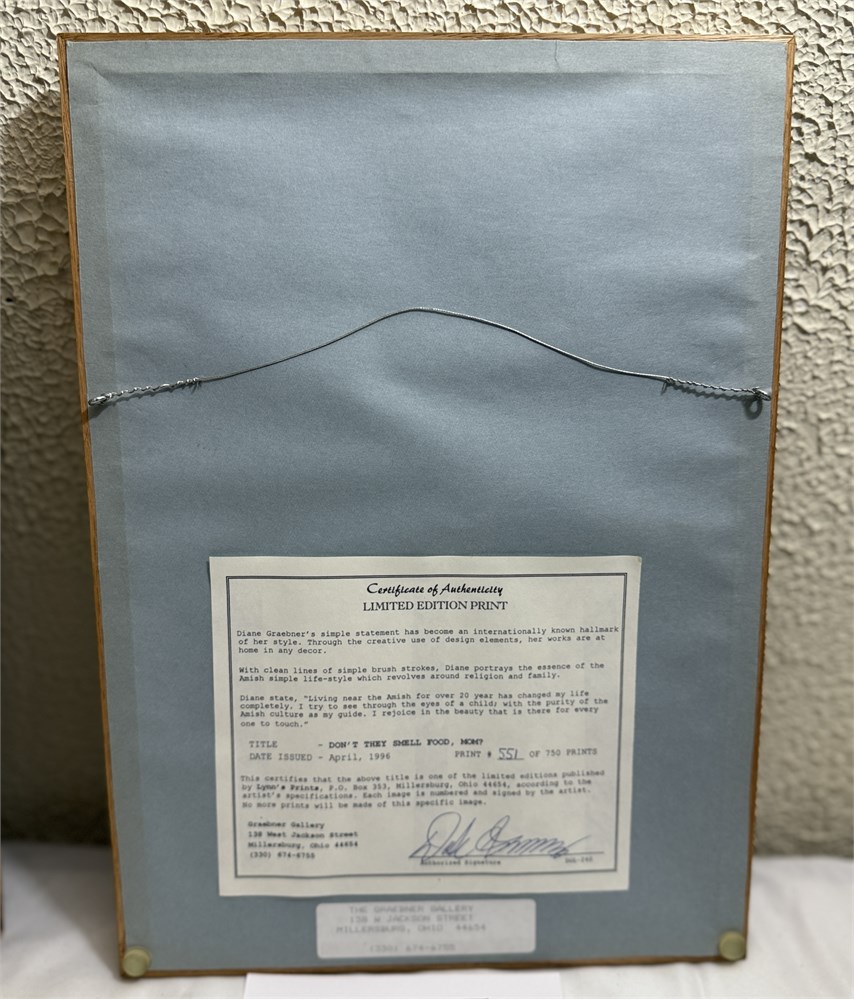 Certificate of Authenticity
LIMITED EDITION PRINT
Diane Graebner's simple statement has become an internationally known hallmark
of her style. Through the creative use of design elements, her works are at
home in any decor.
With clean lines of simple brush strokes, Diane portrays the essence of the
Amish simple life-style which revolves around religion and family.
Diane state, "Living near the Amish for over 20 year has changed my life
completely. I try to see through the eyes of a child; with the purity of the
Amish culture as my guide. I rejoice in the beauty that is there for every
one to touch."
TITLE - DON'T THEY SMELL FOOD, MOM?
DATE ISSUED - April, 1996 PRINT # 551 OF 750 PRINTS
This certifies that the above title is one of the limited editions published
by Lynn's Prints, P.O. Box 353, Millersburg, Ohio 44654, according to the
artist's specifications. Each image is numbered and signed by the artist.
No more prints will be made of this specific image.
Graebner Gallery
138 West Jackson Street
Millersburg, Ohio 44654
(330) 674-6755
Authorized Signature
THE GRAEBNER GALLERY
138 W JACKSON STREET
MILLERSBURG, OHIO 44654
(330) 674-6755